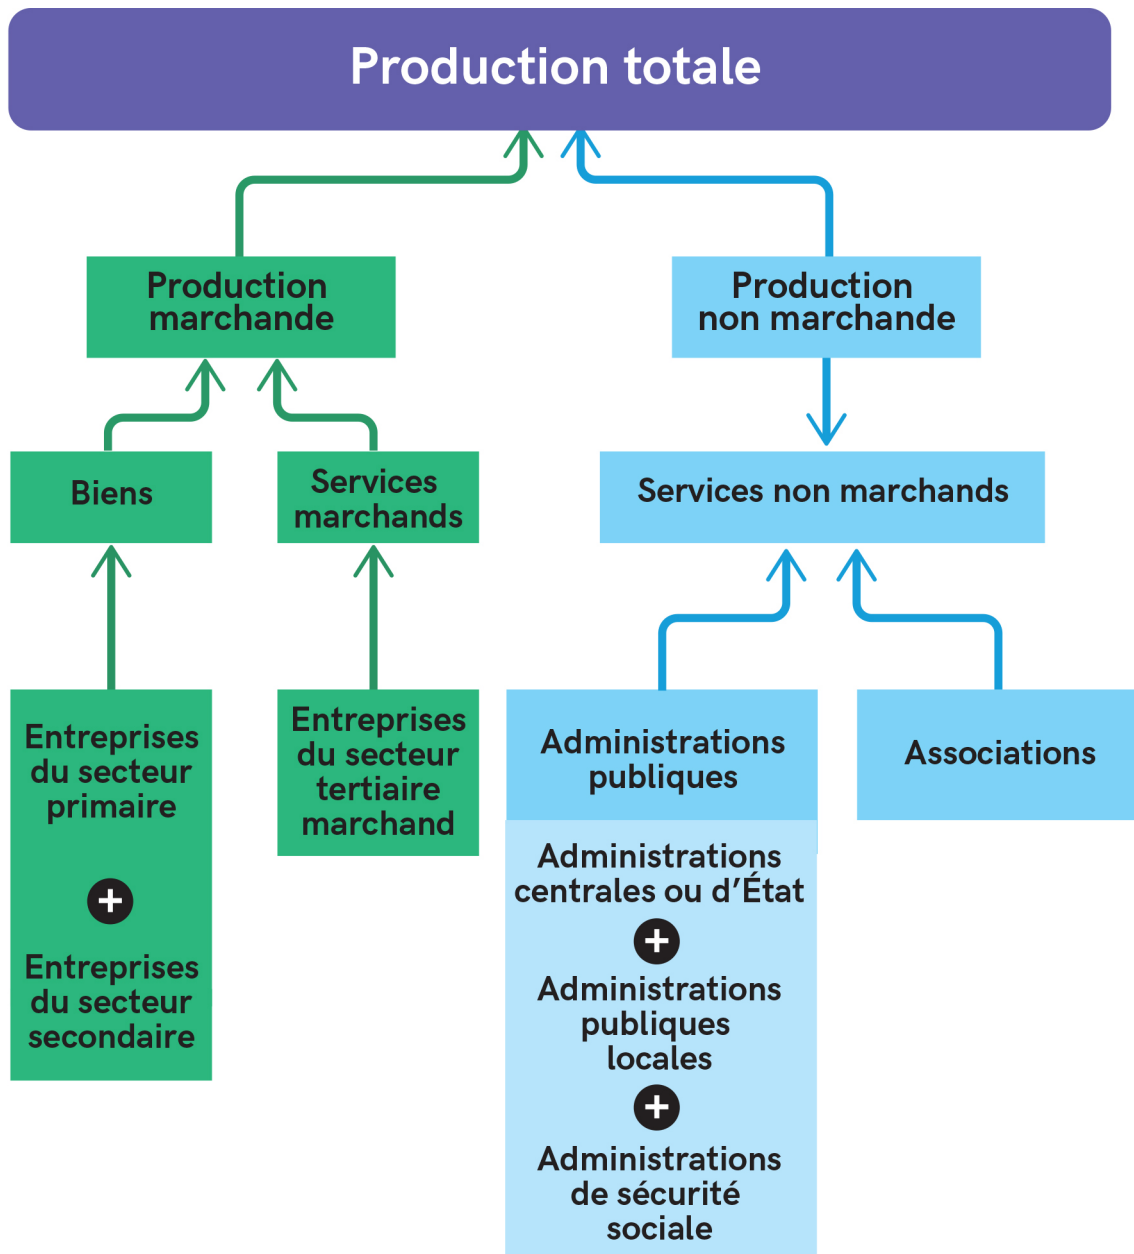 Production totale
Production
marchande
Production
non marchande
Biens
Services
marchands
Services non marchands
Entreprises
du secteur
primaire
+
Entreprises
du secteur
secondaire
Entreprises
du secteur
tertiaire
marchand
Administrations
publiques
Administrations
centrales ou d’État
+
Administrations
publiques
locales
+
Administrations
de sécurité
sociale
Associations